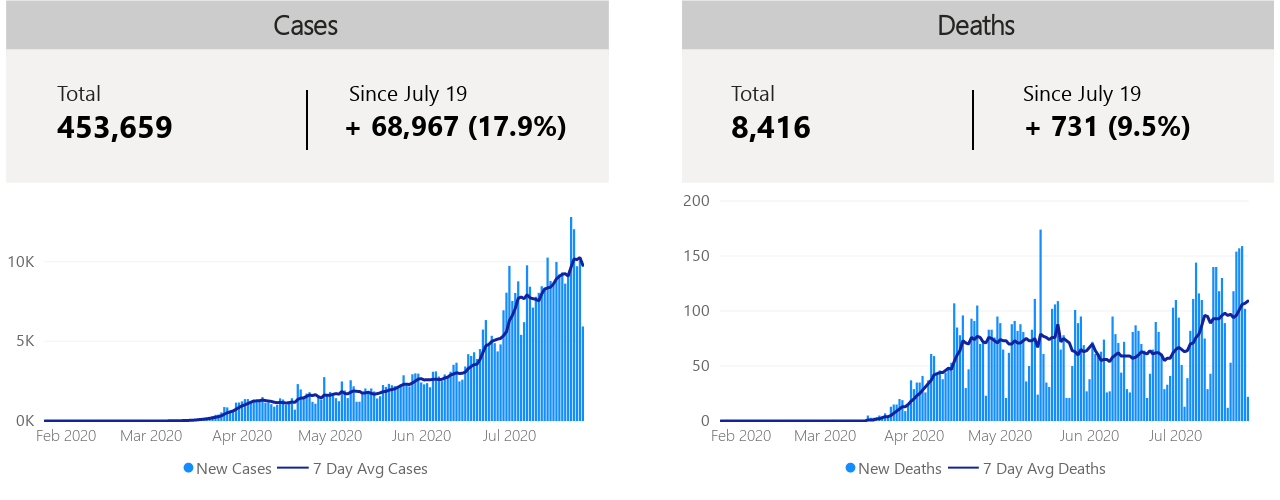 Cases
Total
453,659
Since July 19
+ 68,967 (17.9%)
10K
5K
0K
Feb 2020 Mar 2020 Apr 2020 May 2020 Jun 2020 Jul 2020
New Cases 7 Day Avg Cases
Deaths
Total
8,416
Since July 19
+ 731 (9.5%)
200
150
100
50
0
Feb 2020 Mar 2020 Apr 2020 May 2020 Jun 2020 Jul 2020
New Deaths 7 Day Avg Deaths